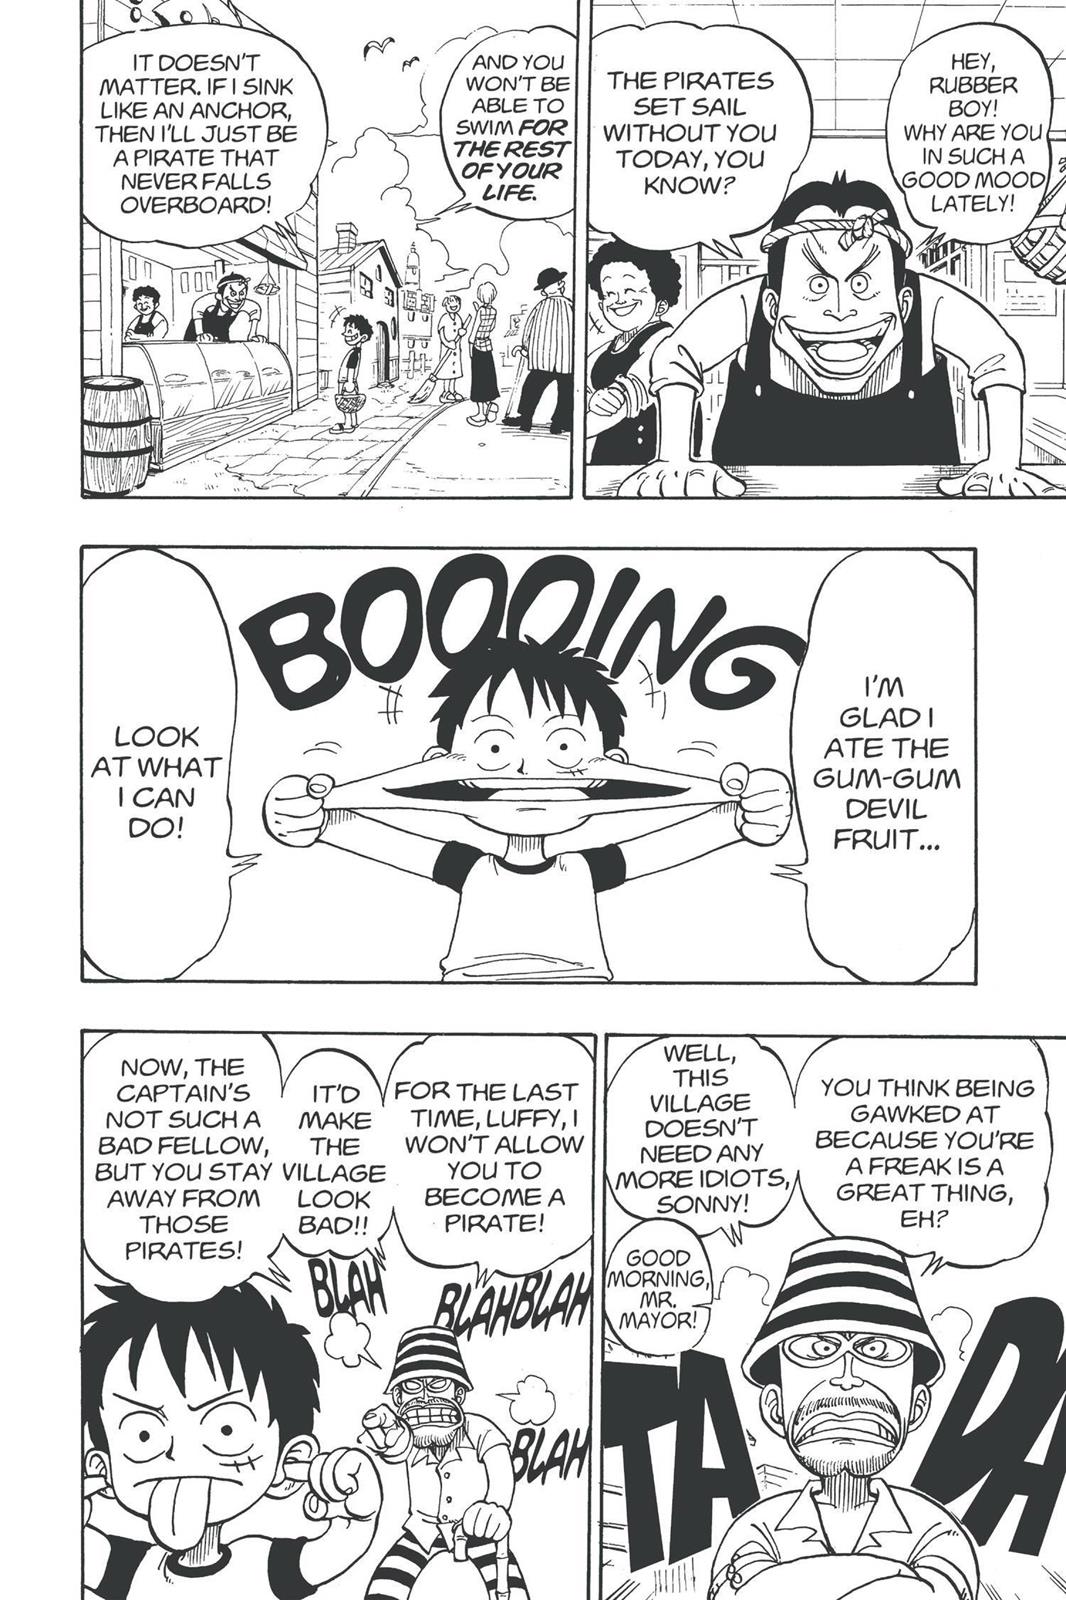 HEY,
RUBBER
BOY!
WHY ARE YOU
IN SUCH A
GOOD MOOD
LATELY!
THE PIRATES
SET SAIL
WITHOUT YOU
TODAY, YOU
KNOW?
AND YOU
WON'T BE
ABLE TO
SWIM FOR
THE REST
OF YOUR
LIFE.
IT DOESN'T
MATTER. IF I SINK
LIKE AN ANCHOR,
THEN I'LL JUST BE
A PIRATE THAT
NEVER FALLS
OVERBOARD!
I'M
GLAD I
ATE THE
GUM-GUM
DEVIL
FRUIT...
BOOOING
LOOK
AT WHAT
I CAN
DO!
YOU THINK BEING
GAWKED AT
BECAUSE YOU'RE
A FREAK IS A
GREAT THING,
EH?
WELL,
THIS
VILLAGE
DOESN'T
NEED ANY
MORE IDIOTS,
SONNY!
GOOD
MORNING,
MR.
MAYOR!
TA
DA
FOR THE LAST
TIME, LUFFY, I
WON'T ALLOW
YOU TO
BECOME A
PIRATE!
IT'D
MAKE
THE
VILLAGE
LOOK
BAD!!
NOW, THE
CAPTAIN'S
NOT SUCH A
BAD FELLOW,
BUT YOU STAY
AWAY FROM
THOSE
PIRATES!
BLAH
BLAHBLAH
BLAH